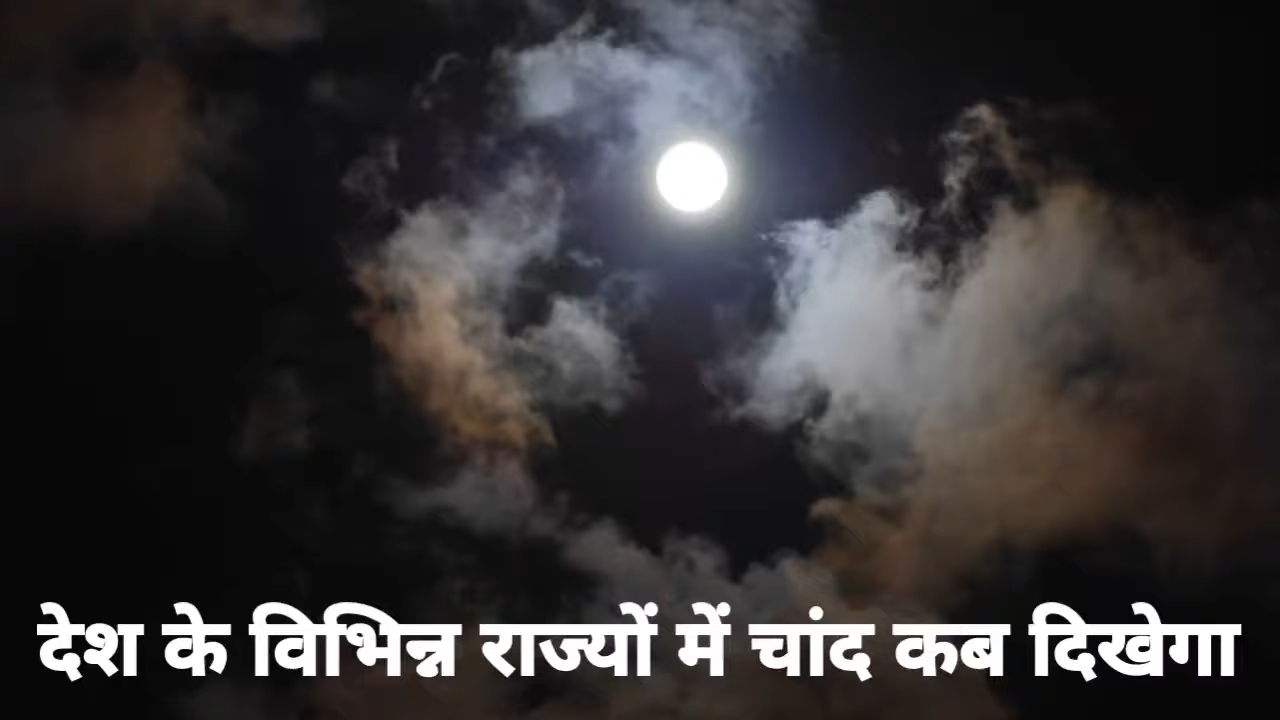 देश के विभिन्न राज्यों में चांद कब दिखेगा